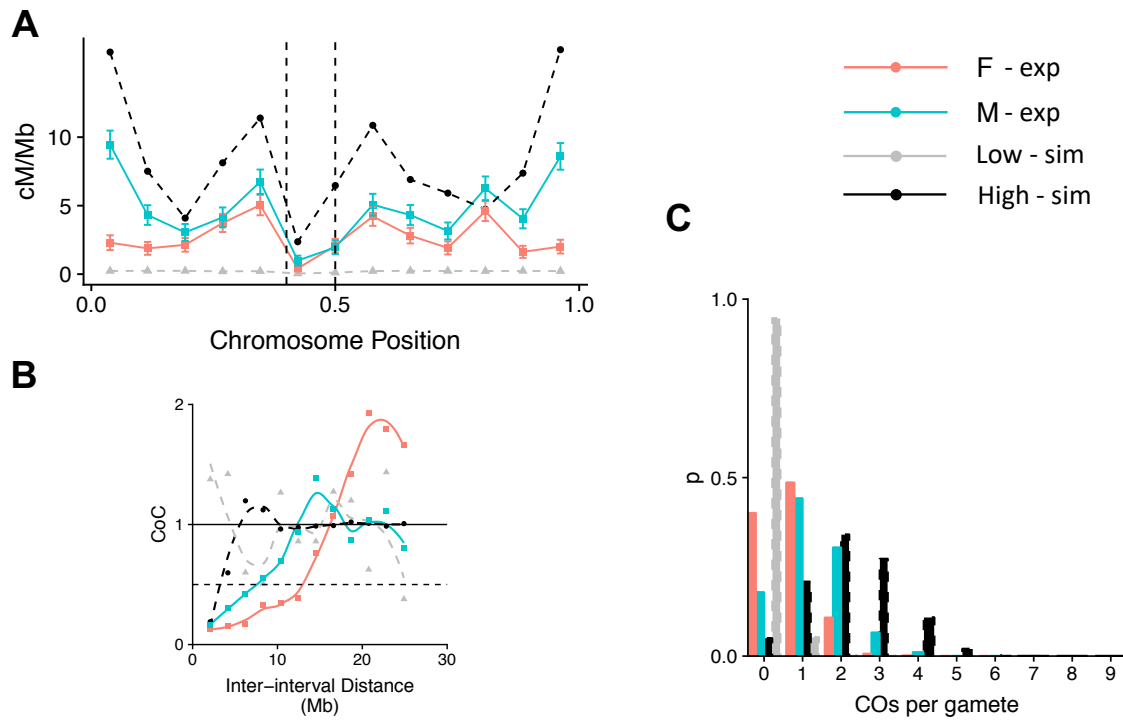 A
cM/Mb
10
5
0
0.0
0.5
1.0
Chromosome Position
F - exp
M - exp
Low - sim
High - sim
B
CoC
2
1
0
0
10
20
30
Inter−interval Distance
(Mb)
C
p
1.0
0.5
0.0
0 1 2 3 4 5 6 7 8 9
COs per gamete